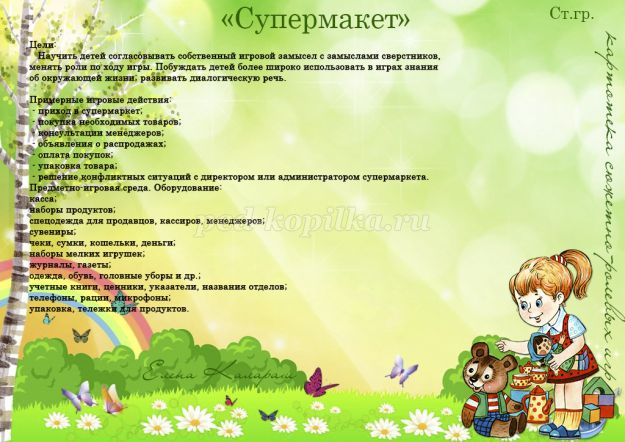 «Супермакет»
Ст.гр.
Цели:
Научить детей согласовывать собственный игровой замысел с замыслами сверстников,
менять роли по ходу игры. Побуждать детей более широко использовать в играх знания
об окружающей жизни; развивать диалогическую речь.
Примерные игровые действия:
- приход в супермаркет;
- покупка необходимых товаров;
- консультации менеджеров;
- объявления о распродажах;
- оплата покупок;
- упаковка товара;
- решение конфликтных ситуаций с директором или администратором супермаркета.
Предметно-игровая среда. Оборудование:
касса;
наборы продуктов;
спецодежда для продавцов, кассиров, менеджеров;
сувениры;
чеки, сумки, кошельки, деньги;
наборы мелких игрушек;
журналы, газеты;
одежда, обувь, головные уборы и др.;
учетные книги, ценники, указатели, названия отделов;
телефоны, рации, микрофоны;
упаковка, тележки для продуктов.
картотека сюжетно-ролевых игр
ped-kopilka.ru
Елена